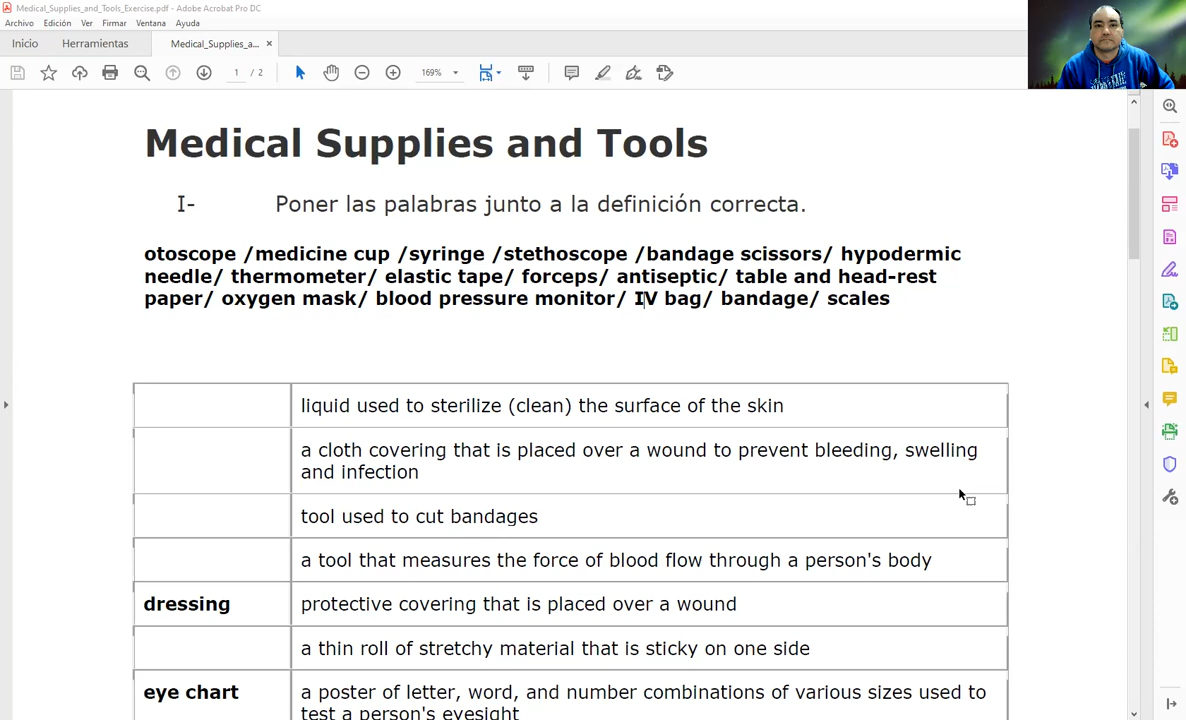 Medical_Supplies_and_Tools_Exercise.pdf - Adobe Acrobat Pro DC
Archivo Edición Ver Firmar Ventana Ayuda
Inicio Herramientas Medical_Supplies_a... ×
1 / 2 169%
Medical Supplies and Tools
I- Poner las palabras junto a la definición correcta.
otoscope /medicine cup /syringe /stethoscope /bandage scissors/ hypodermic
needle/ thermometer/ elastic tape/ forceps/ antiseptic/ table and head-rest
paper/ oxygen mask/ blood pressure monitor/ IV bag/ bandage/ scales
liquid used to sterilize (clean) the surface of the skin
a cloth covering that is placed over a wound to prevent bleeding, swelling
and infection
tool used to cut bandages
a tool that measures the force of blood flow through a person's body
dressing protective covering that is placed over a wound
a thin roll of stretchy material that is sticky on one side
eye chart a poster of letter, word, and number combinations of various sizes used to
test a person's eyesight